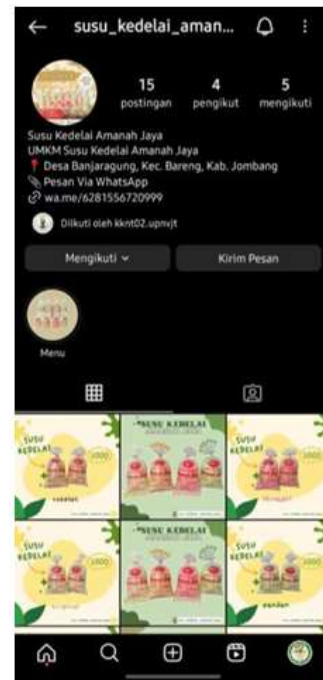 susu_kedelai_aman...
15
4
5
postingan
pengikut
mengikuti
Susu Kedelai Amanah Jaya
UMKM Susu Kedelai Amanah Jaya
Desa Banjaragung, Kec. Bareng, Kab. Jombang
Pesan Via WhatsApp
wa.me/6281556720999
Diikuti oleh kknt02.upnvjt
Mengikuti
Kirim Pesan
Menu
SUSU KEDELAI
SUSU KEDELAI
SUSU KEDELAI
SUSU KEDELAI
SUSU KEDELAI
SUSU KEDELAI
pandan